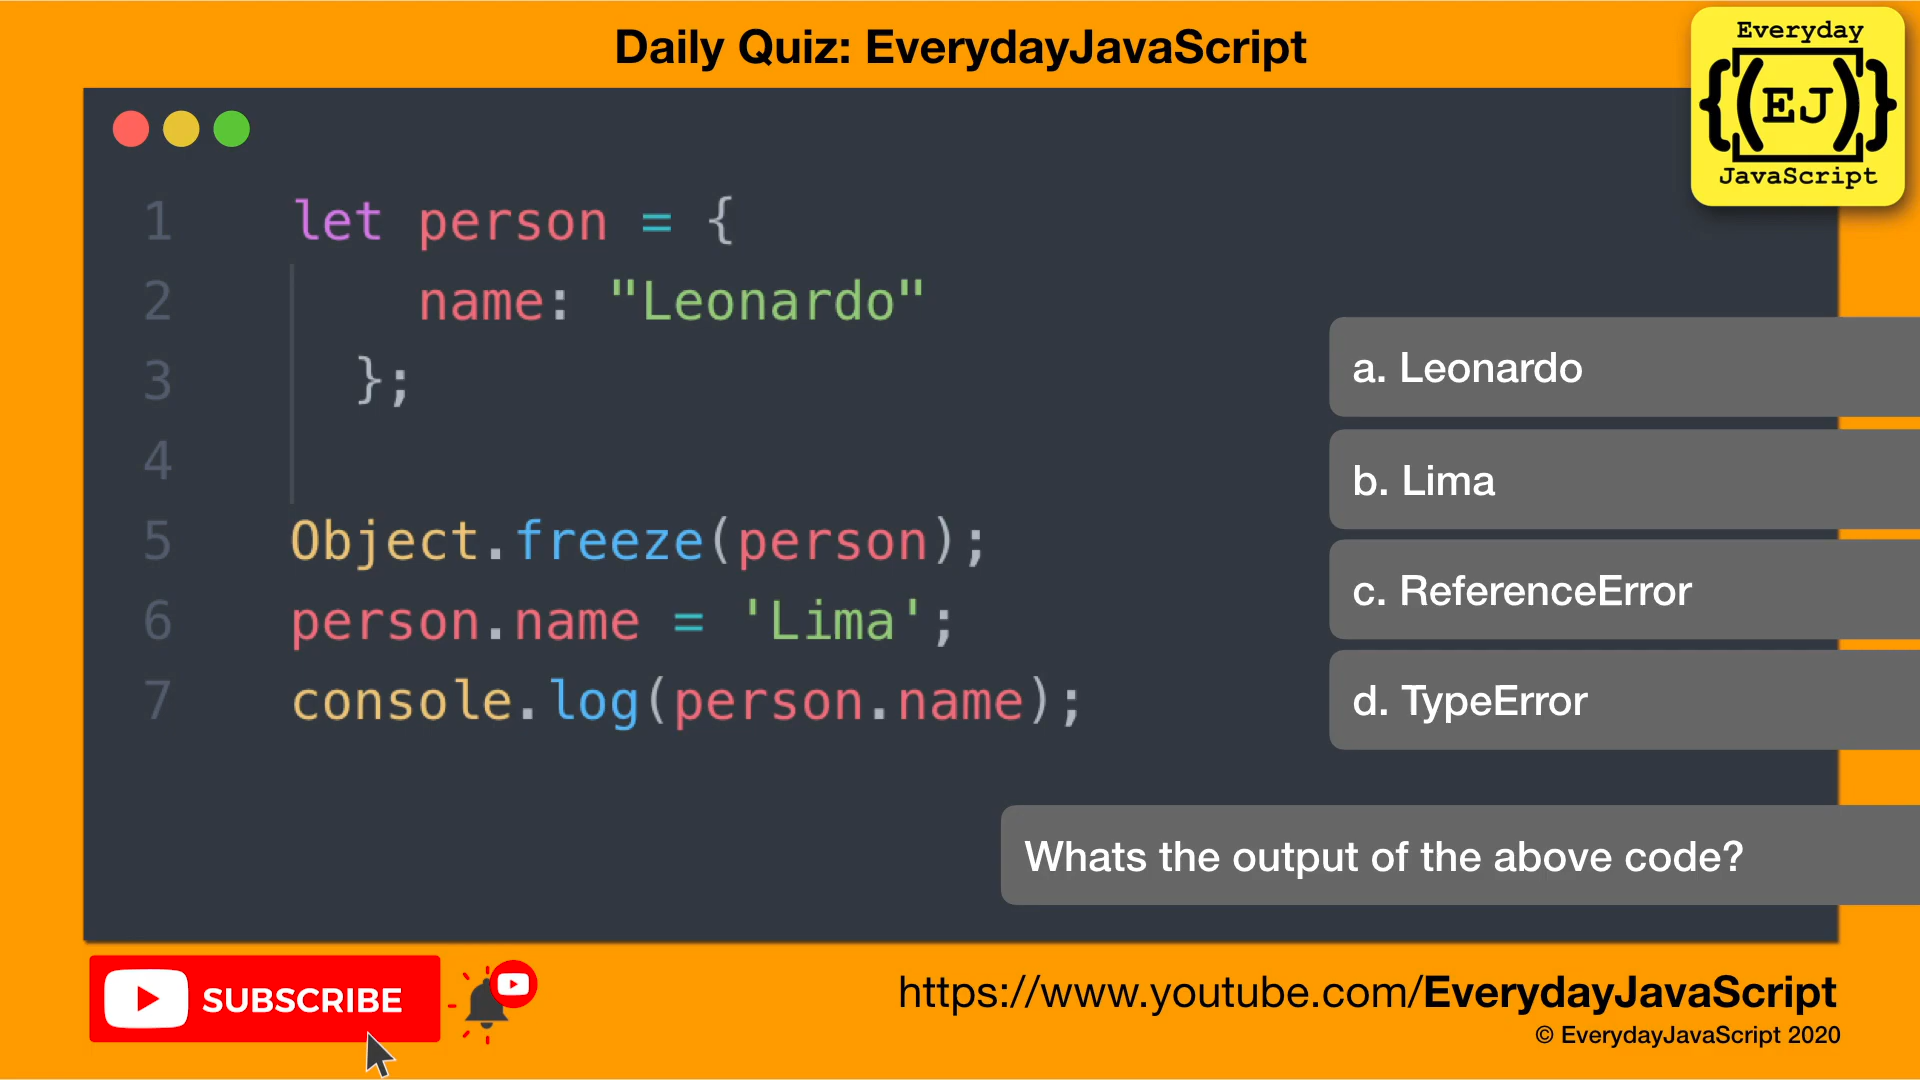 Daily Quiz: EverydayJavaScript
Everyday
{[(EJ)]}
JavaScript
1 let person = {
2 name: "Leonardo"
3 };
4
5 Object.freeze(person);
6 person.name = 'Lima';
7 console.log(person.name);
a. Leonardo
b. Lima
c. ReferenceError
d. TypeError
Whats the output of the above code?
SUBSCRIBE
https://www.youtube.com/EverydayJavaScript
© EverydayJavaScript 2020